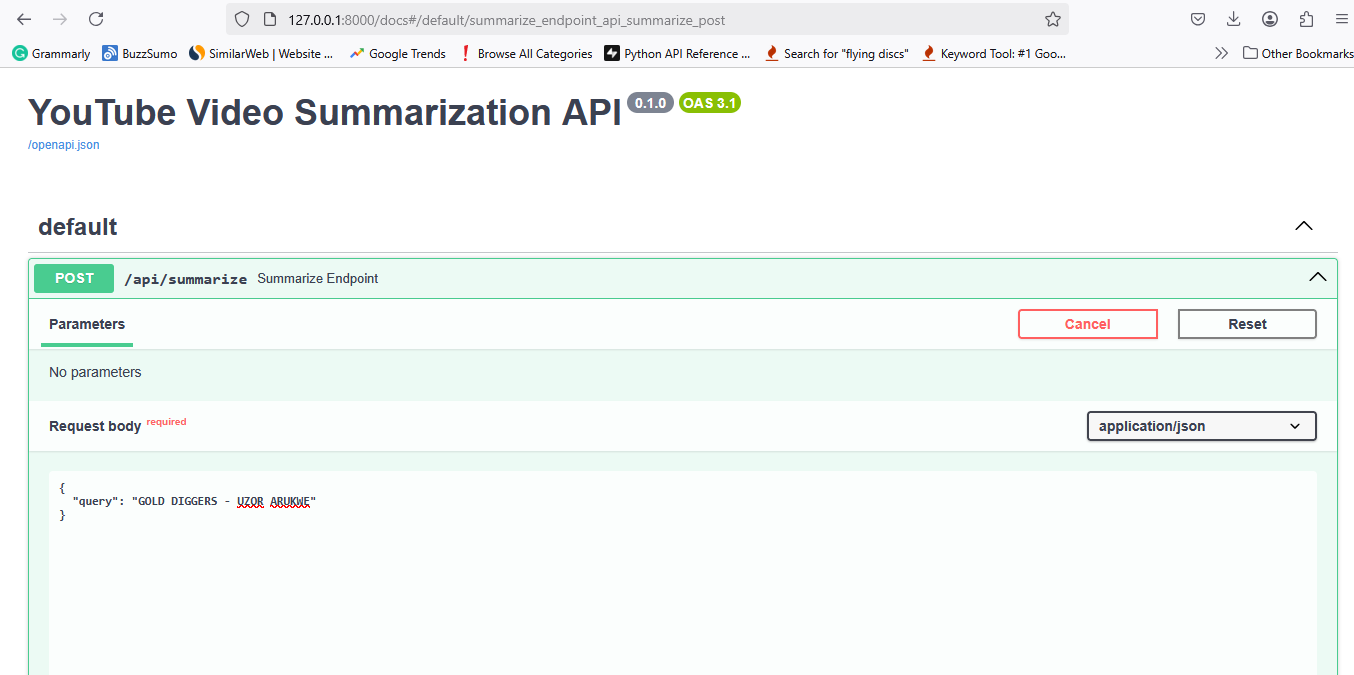 127.0.0.1:8000/docs#/default/summarize_endpoint_api_summarize_post
Grammarly BuzzSumo SimilarWeb | Website ... Google Trends Browse All Categories Python API Reference ... Search for "flying discs" Keyword Tool: #1 Goo... Other Bookmarks
YouTube Video Summarization API 0.1.0 OAS 3.1
/openapi.json
default
POST /api/summarize Summarize Endpoint
Parameters Cancel Reset
No parameters
Request body required application/json
{
"query": "GOLD DIGGERS - UZOR ARUKWE"
}